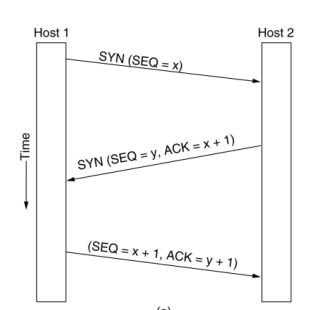 Host 1
Host 2
SYN (SEQ = x)
Time
SYN (SEQ = y, ACK = x + 1)
(SEQ = x + 1, ACK = y + 1)